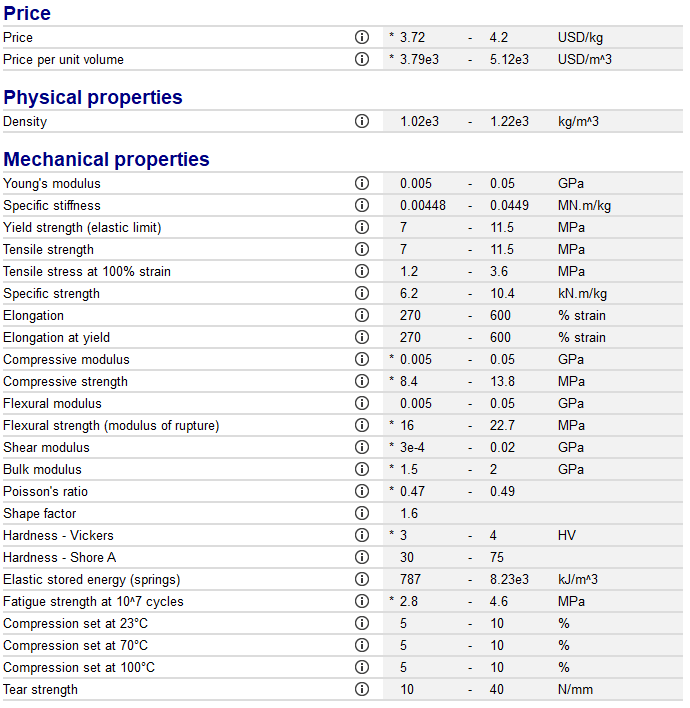 Price
Price * 3.72 - 4.2 USD/kg
Price per unit volume * 3.79e3 - 5.12e3 USD/m^3
Physical properties
Density 1.02e3 - 1.22e3 kg/m^3
Mechanical properties
Young's modulus 0.005 - 0.05 GPa
Specific stiffness 0.00448 - 0.0449 MN.m/kg
Yield strength (elastic limit) 7 - 11.5 MPa
Tensile strength 7 - 11.5 MPa
Tensile stress at 100% strain 1.2 - 3.6 MPa
Specific strength 6.2 - 10.4 kN.m/kg
Elongation 270 - 600 % strain
Elongation at yield 270 - 600 % strain
Compressive modulus * 0.005 - 0.05 GPa
Compressive strength * 8.4 - 13.8 MPa
Flexural modulus 0.005 - 0.05 GPa
Flexural strength (modulus of rupture) * 16 - 22.7 MPa
Shear modulus * 3e-4 - 0.02 GPa
Bulk modulus * 1.5 - 2 GPa
Poisson's ratio * 0.47 - 0.49
Shape factor 1.6
Hardness - Vickers * 3 - 4 HV
Hardness - Shore A 30 - 75
Elastic stored energy (springs) 787 - 8.23e3 kJ/m^3
Fatigue strength at 10^7 cycles * 2.8 - 4.6 MPa
Compression set at 23°C 5 - 10 %
Compression set at 70°C 5 - 10 %
Compression set at 100°C 5 - 10 %
Tear strength 10 - 40 N/mm